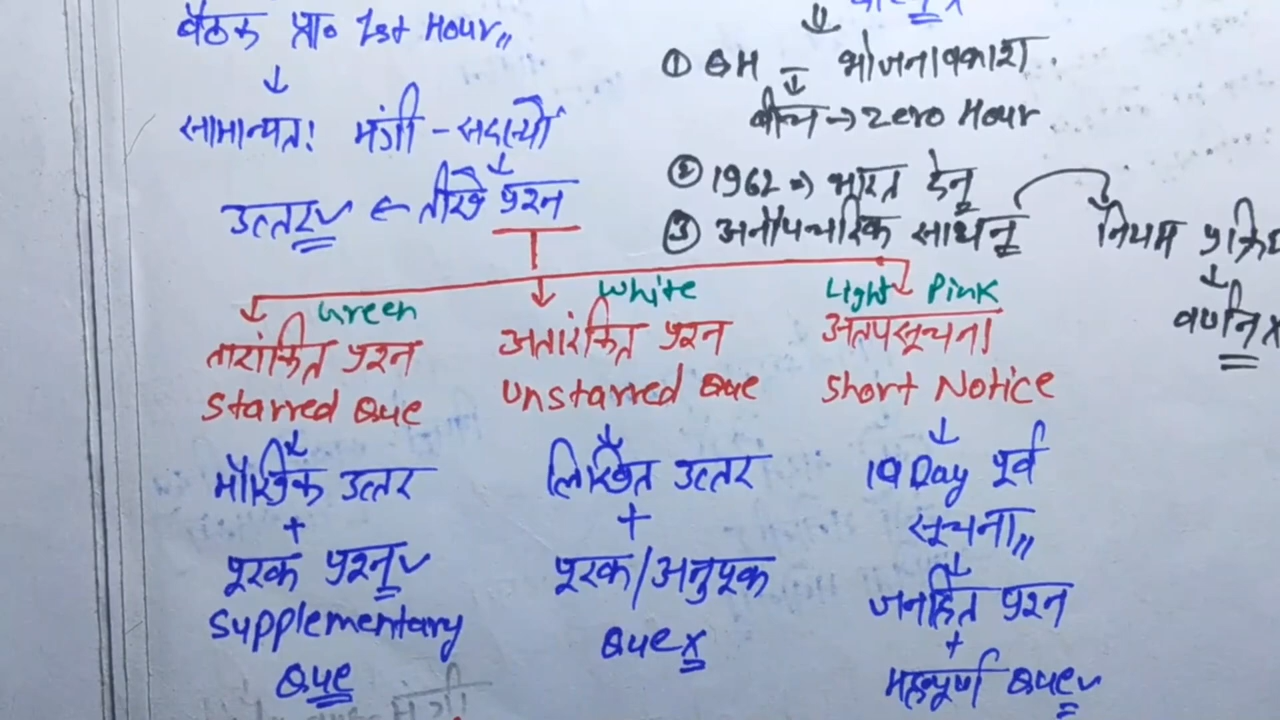 बैठक प्रा० 1st Hour,,
सामान्यत: मंत्री - सदस्यों
उत्तर ← तीखे प्रश्न
① QH – भोजनावकाश.
बीच → Zero Hour
② 1962 ⇒ भारत देन
③ अनौपचारिक साधन
नियम
वर्णन x
Green
White
Light Pink
तारांकित प्रश्न
अतारंकित प्रश्न
अल्पसूचना
Starred Que
Unstarred Que
Short Notice
मौखिक उत्तर
लिखित उत्तर
10 Day पूर्व
+
+
सूचना,,
पूरक प्रश्न
पूरक/अनुपूक
जनहित प्रश्न
Supplementary
Que x
+
Que
महत्वपूर्ण Que